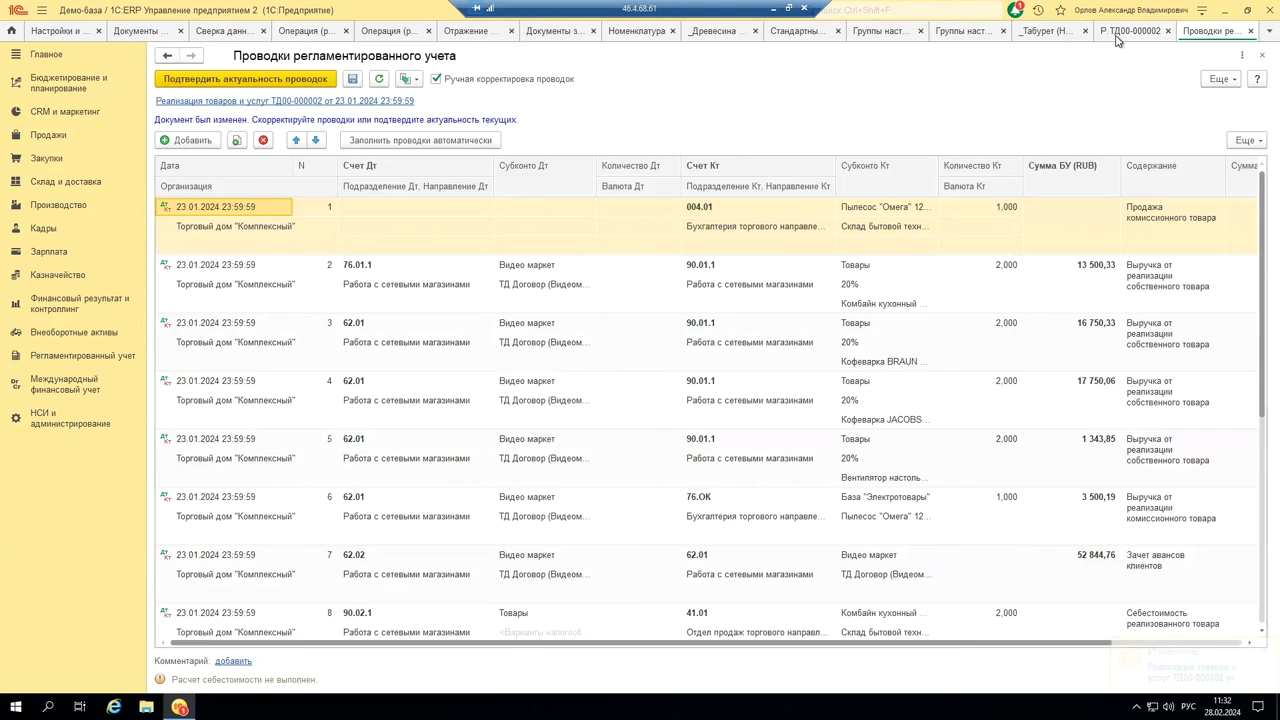 Демо-база / 1С:ERP Управление предприятием 2 (1С:Предприятие)
46.4.68.61
иск Ctrl+Shift+F
Орлов Александр Владимирович
Настройки и ...
Документы ...
Сверка данн...
Операция (р...
Операция (р...
Отражение ...
Документы з...
Номенклатура
_Древесина ...
Стандартны...
Группы наст...
Группы наст...
_Табурет (Н...
Р ТД00-000002
Проводки ре...
Главное
Бюджетирование и планирование
CRM и маркетинг
Продажи
Закупки
Склад и доставка
Производство
Кадры
Зарплата
Казначейство
Финансовый результат и контроллинг
Внеоборотные активы
Регламентированный учет
Международный финансовый учет
НСИ и администрирование
Проводки регламентированного учета
Подтвердить актуальность проводок
Ручная корректировка проводок
Еще
?
Реализация товаров и услуг ТД00-000002 от 23.01.2024 23:59:59
Документ был изменен. Скорректируйте проводки или подтвердите актуальность текущих.
Добавить
Заполнить проводки автоматически
Еще
Дата N Счет Дт Субконто Дт Количество Дт Счет Кт Субконто Кт Количество Кт Сумма БУ (RUB) Содержание Сумма
Организация Подразделение Дт, Направление Дт Валюта Дт Подразделение Кт, Направление Кт Валюта Кт
23.01.2024 23:59:59 1 004.01 Пылесос "Омега" 12... 1,000 Продажа
комиссионного товара
Торговый дом "Комплексный" Бухгалтерия торгового направле... Склад бытовой техн...
23.01.2024 23:59:59 2 76.01.1 Видео маркет 90.01.1 Товары 2,000 13 500,33 Выручка от
реализации
Торговый дом "Комплексный" Работа с сетевыми магазинами ТД Договор (Видеом... Работа с сетевыми магазинами 20% собственного товара
Комбайн кухонный ...
23.01.2024 23:59:59 3 62.01 Видео маркет 90.01.1 Товары 2,000 16 750,33 Выручка от
реализации
Торговый дом "Комплексный" Работа с сетевыми магазинами ТД Договор (Видеом... Работа с сетевыми магазинами 20% собственного товара
Кофеварка BRAUN ...
23.01.2024 23:59:59 4 62.01 Видео маркет 90.01.1 Товары 2,000 17 750,06 Выручка от
реализации
Торговый дом "Комплексный" Работа с сетевыми магазинами ТД Договор (Видеом... Работа с сетевыми магазинами 20% собственного товара
Кофеварка JACOBS...
23.01.2024 23:59:59 5 62.01 Видео маркет 90.01.1 Товары 2,000 1 343,85 Выручка от
реализации
Торговый дом "Комплексный" Работа с сетевыми магазинами ТД Договор (Видеом... Работа с сетевыми магазинами 20% собственного товара
Вентилятор настоль...
23.01.2024 23:59:59 6 62.01 Видео маркет 76.ОК База "Электротовары" 1,000 3 500,19 Выручка от
реализации
Торговый дом "Комплексный" Работа с сетевыми магазинами ТД Договор (Видеом... Бухгалтерия торгового направле... Пылесос "Омега" 12... комиссионного товара
23.01.2024 23:59:59 7 62.02 Видео маркет 62.01 Видео маркет 52 844,76 Зачет авансов
клиентов
Торговый дом "Комплексный" Работа с сетевыми магазинами ТД Договор (Видеом... Работа с сетевыми магазинами ТД Договор (Видеом...
23.01.2024 23:59:59 8 90.02.1 Товары 41.01 Комбайн кухонный ... 2,000 Себестоимость
реализованного товара
Торговый дом "Комплексный" Работа с сетевыми магазинами <Варианты налогооб... Отдел продаж торгового направл... Склад бытовой техн...
Комментарий: добавить
Реализация товаров и
услуг ТД00-000002 от
Расчет себестоимости не выполнен.
РУС
11:32
28.02.2024